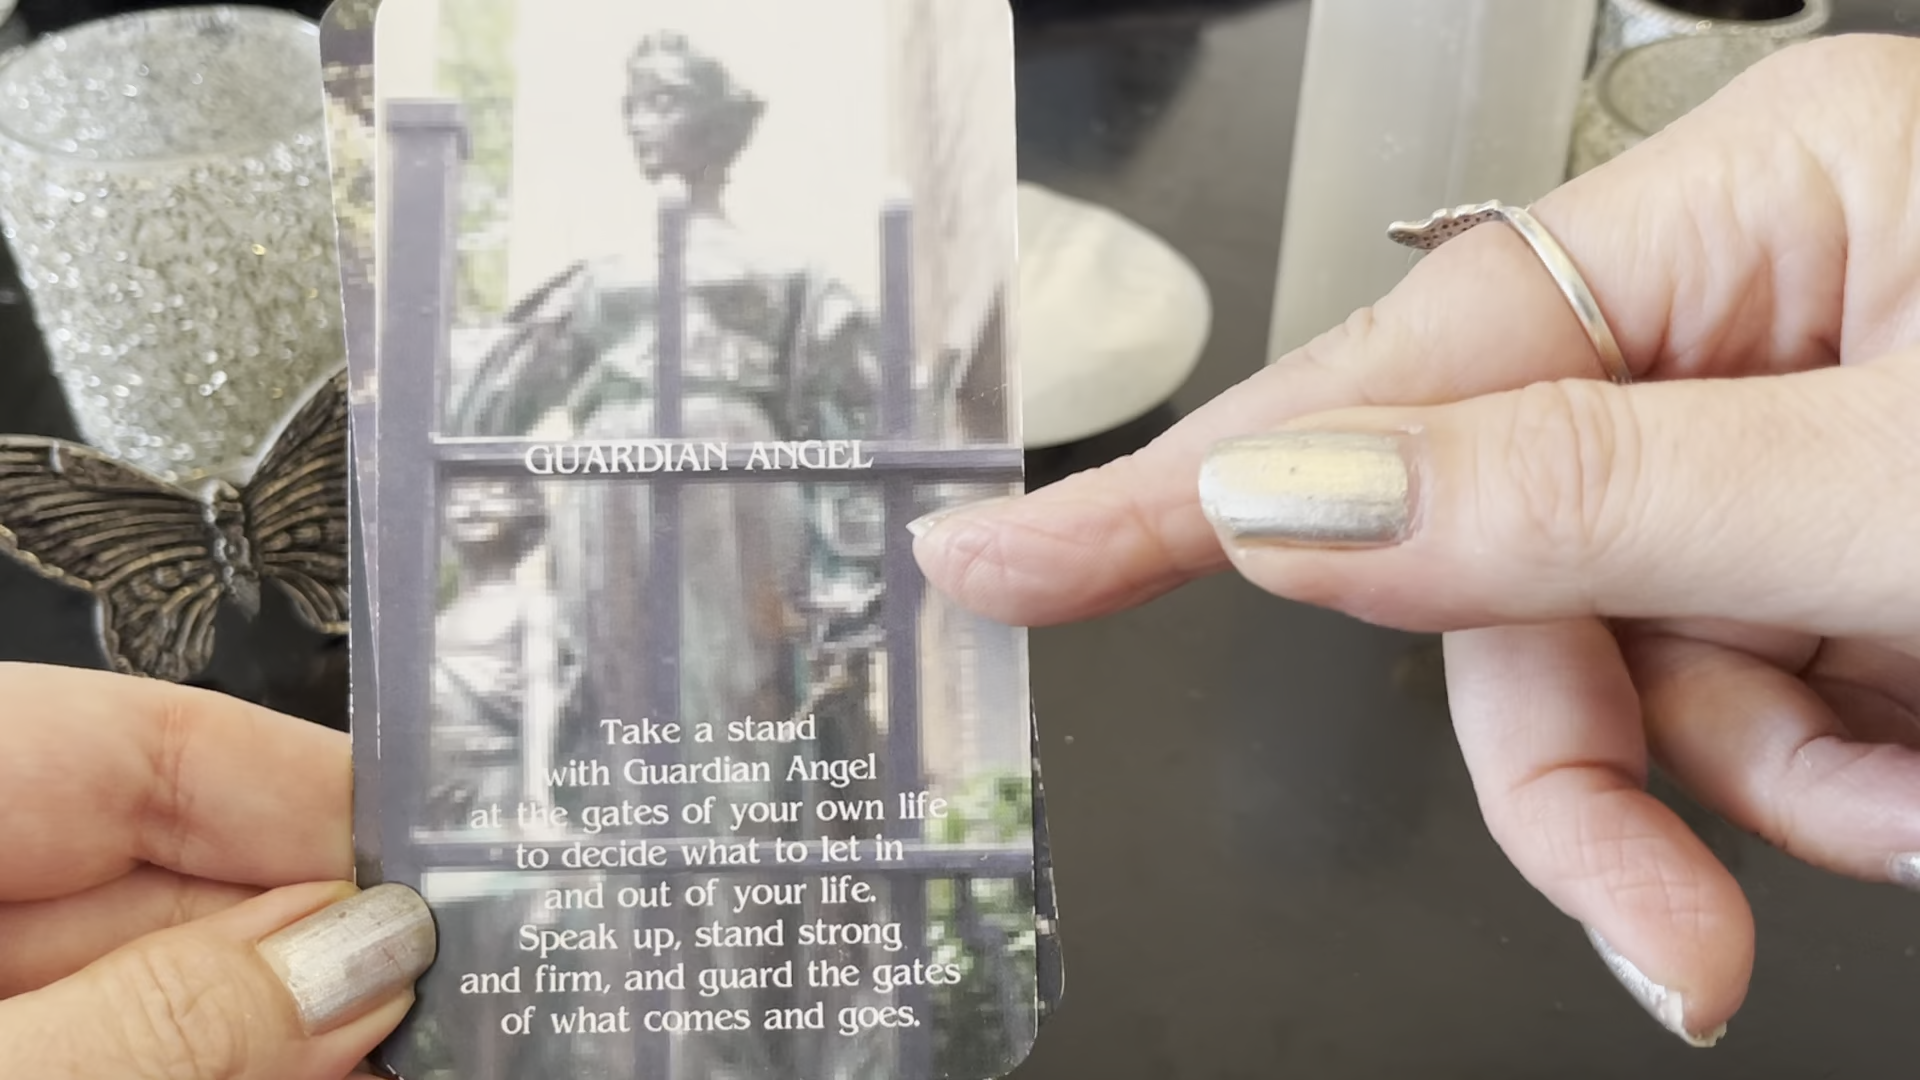 GUARDIAN ANGEL
Take a stand
with Guardian Angel
at the gates of your own life
to decide what to let in
and out of your life.
Speak up, stand strong
and firm, and guard the gates
of what comes and goes.